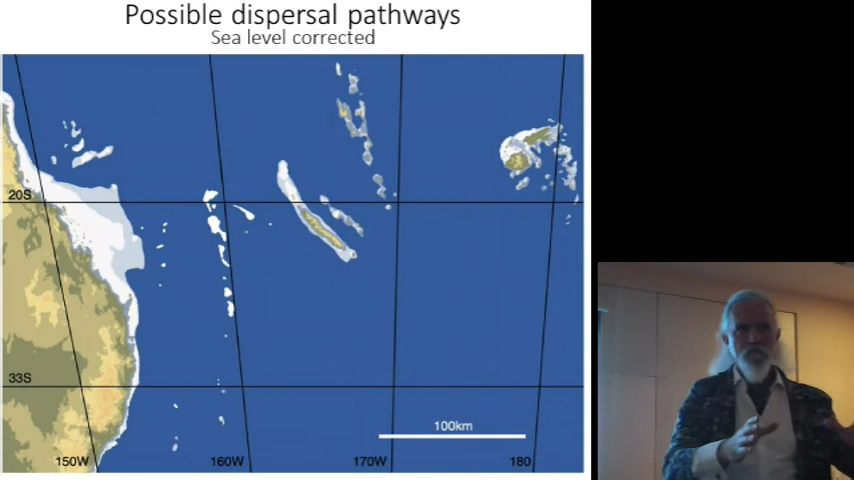 Possible dispersal pathways
Sea level corrected
20S
33S
100km
150W
160W
170W
180